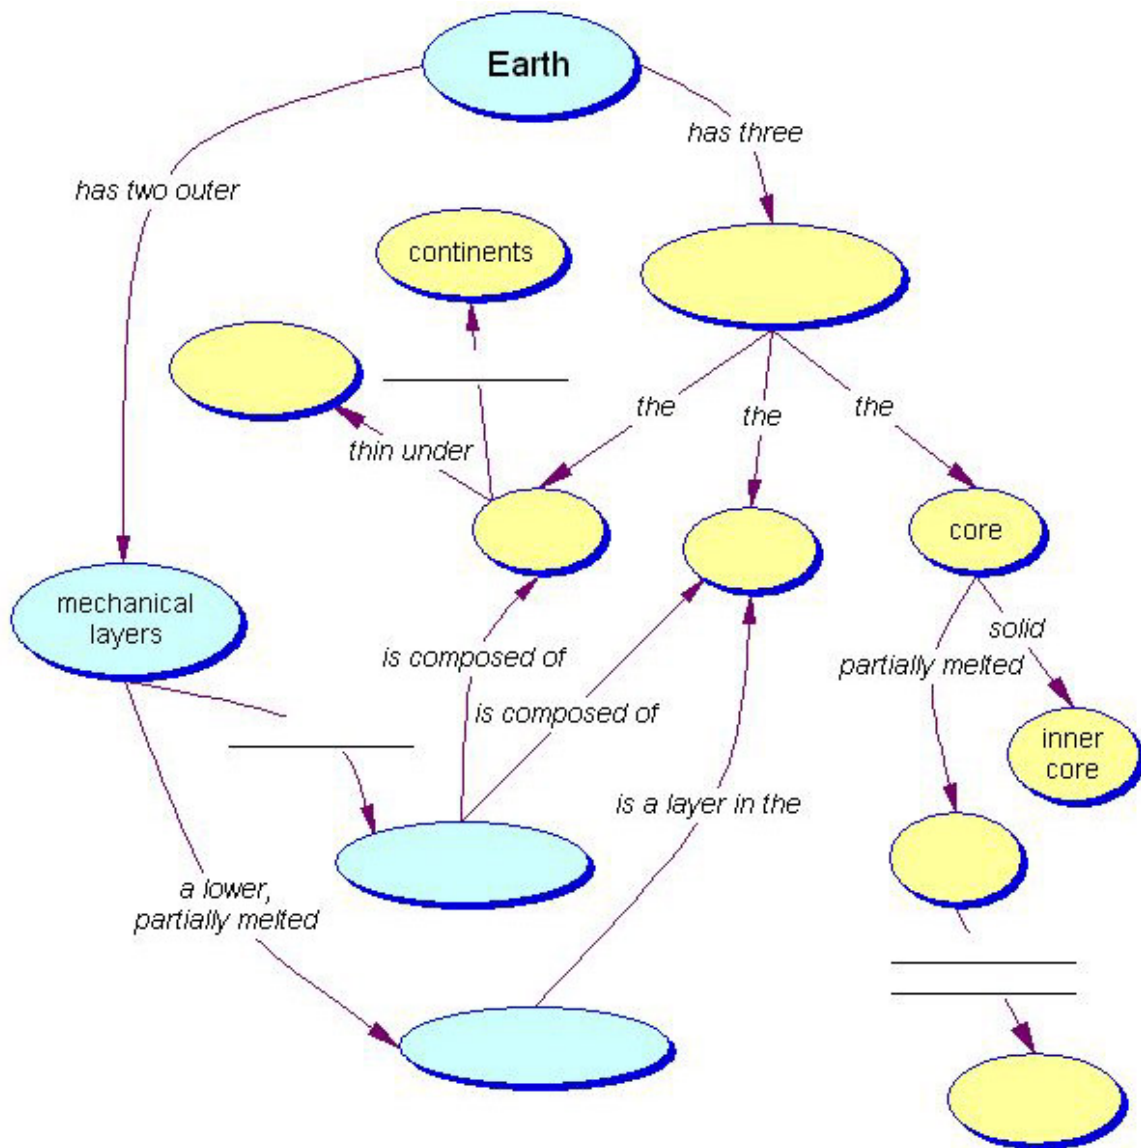 Earth
has three
has two outer
continents
the
the
the
thin under
core
mechanical
layers
solid
partially melted
is composed of
is composed of
inner
core
is a layer in the
a lower,
partially melted